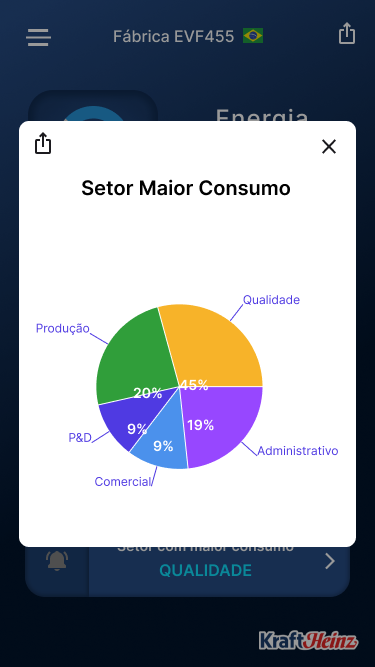 Fábrica EVF455
Energia
Setor Maior Consumo
Qualidade
Produção
45%
20%
19%
9%
9%
P&D
Administrativo
Comercial
Setor com maior consumo
QUALIDADE
KraftHeinz